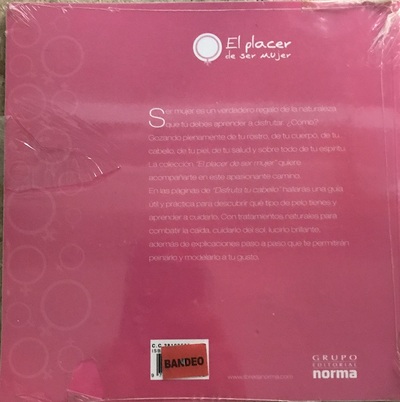 El placer
de ser mujer
Ser mujer es un verdadero regalo de la naturaleza
que tú debes aprender a disfrutar. ¿Cómo?
Gozando plenamente de tu rostro, de tu cuerpo, de tu
cabello, de tu piel, de tu salud y sobre todo de tu espíritu.
La colección "El placer de ser mujer" quiere
acompañarte en este apasionante camino.
En las páginas de "Disfruta tu cabello" hallarás una guía
útil y práctica para descubrir qué tipo de pelo tienes y
aprender a cuidarlo. Con tratamientos naturales para
combatir la caída, cuidarlo del sol, lucirlo brillante,
además de explicaciones paso a paso que te permitirán
peinarlo y modelarlo a tu gusto.
BANDEO
www.librerianorma.com
GRUPO
EDITORIAL
norma